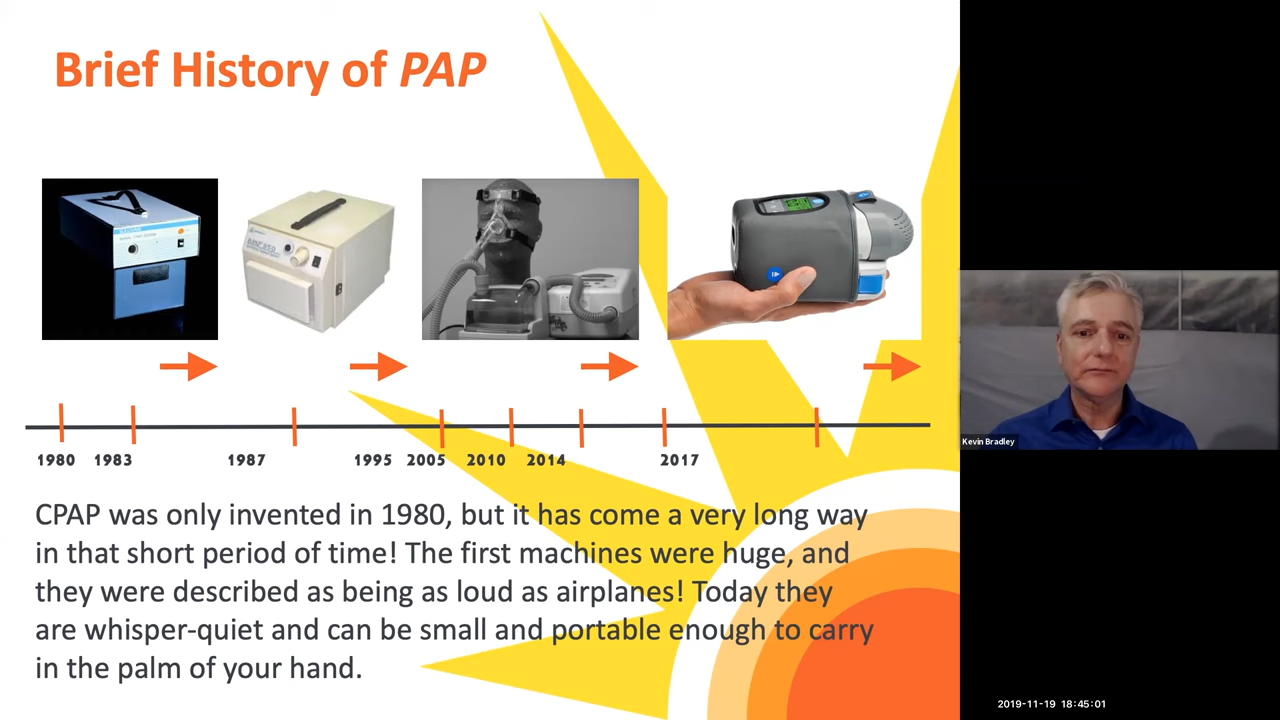 Brief History of PAP
1980 1983 1987 1995 2005 2010 2014 2017
CPAP was only invented in 1980, but it has come a very long way
in that short period of time! The first machines were huge, and
they were described as being as loud as airplanes! Today they
are whisper-quiet and can be small and portable enough to carry
in the palm of your hand.
Kevin Bradley
2019-11-19 18:45:01